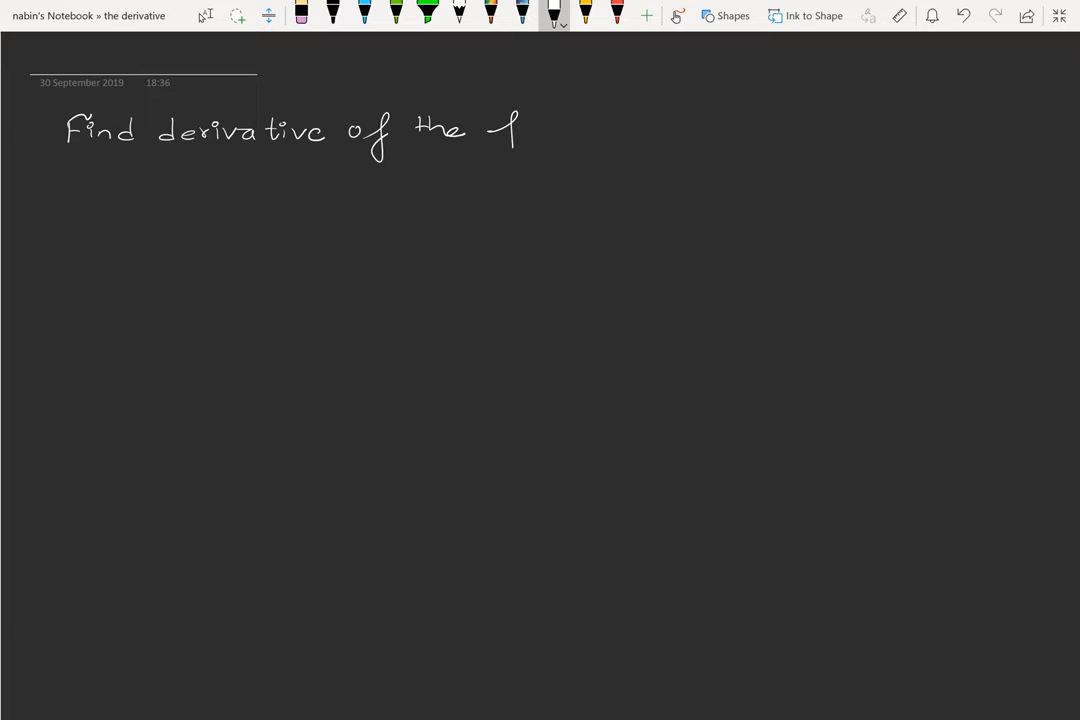 nabin's Notebook » the derivative
Shapes
Ink to Shape
30 September 2019 18:36
Find derivative of the f